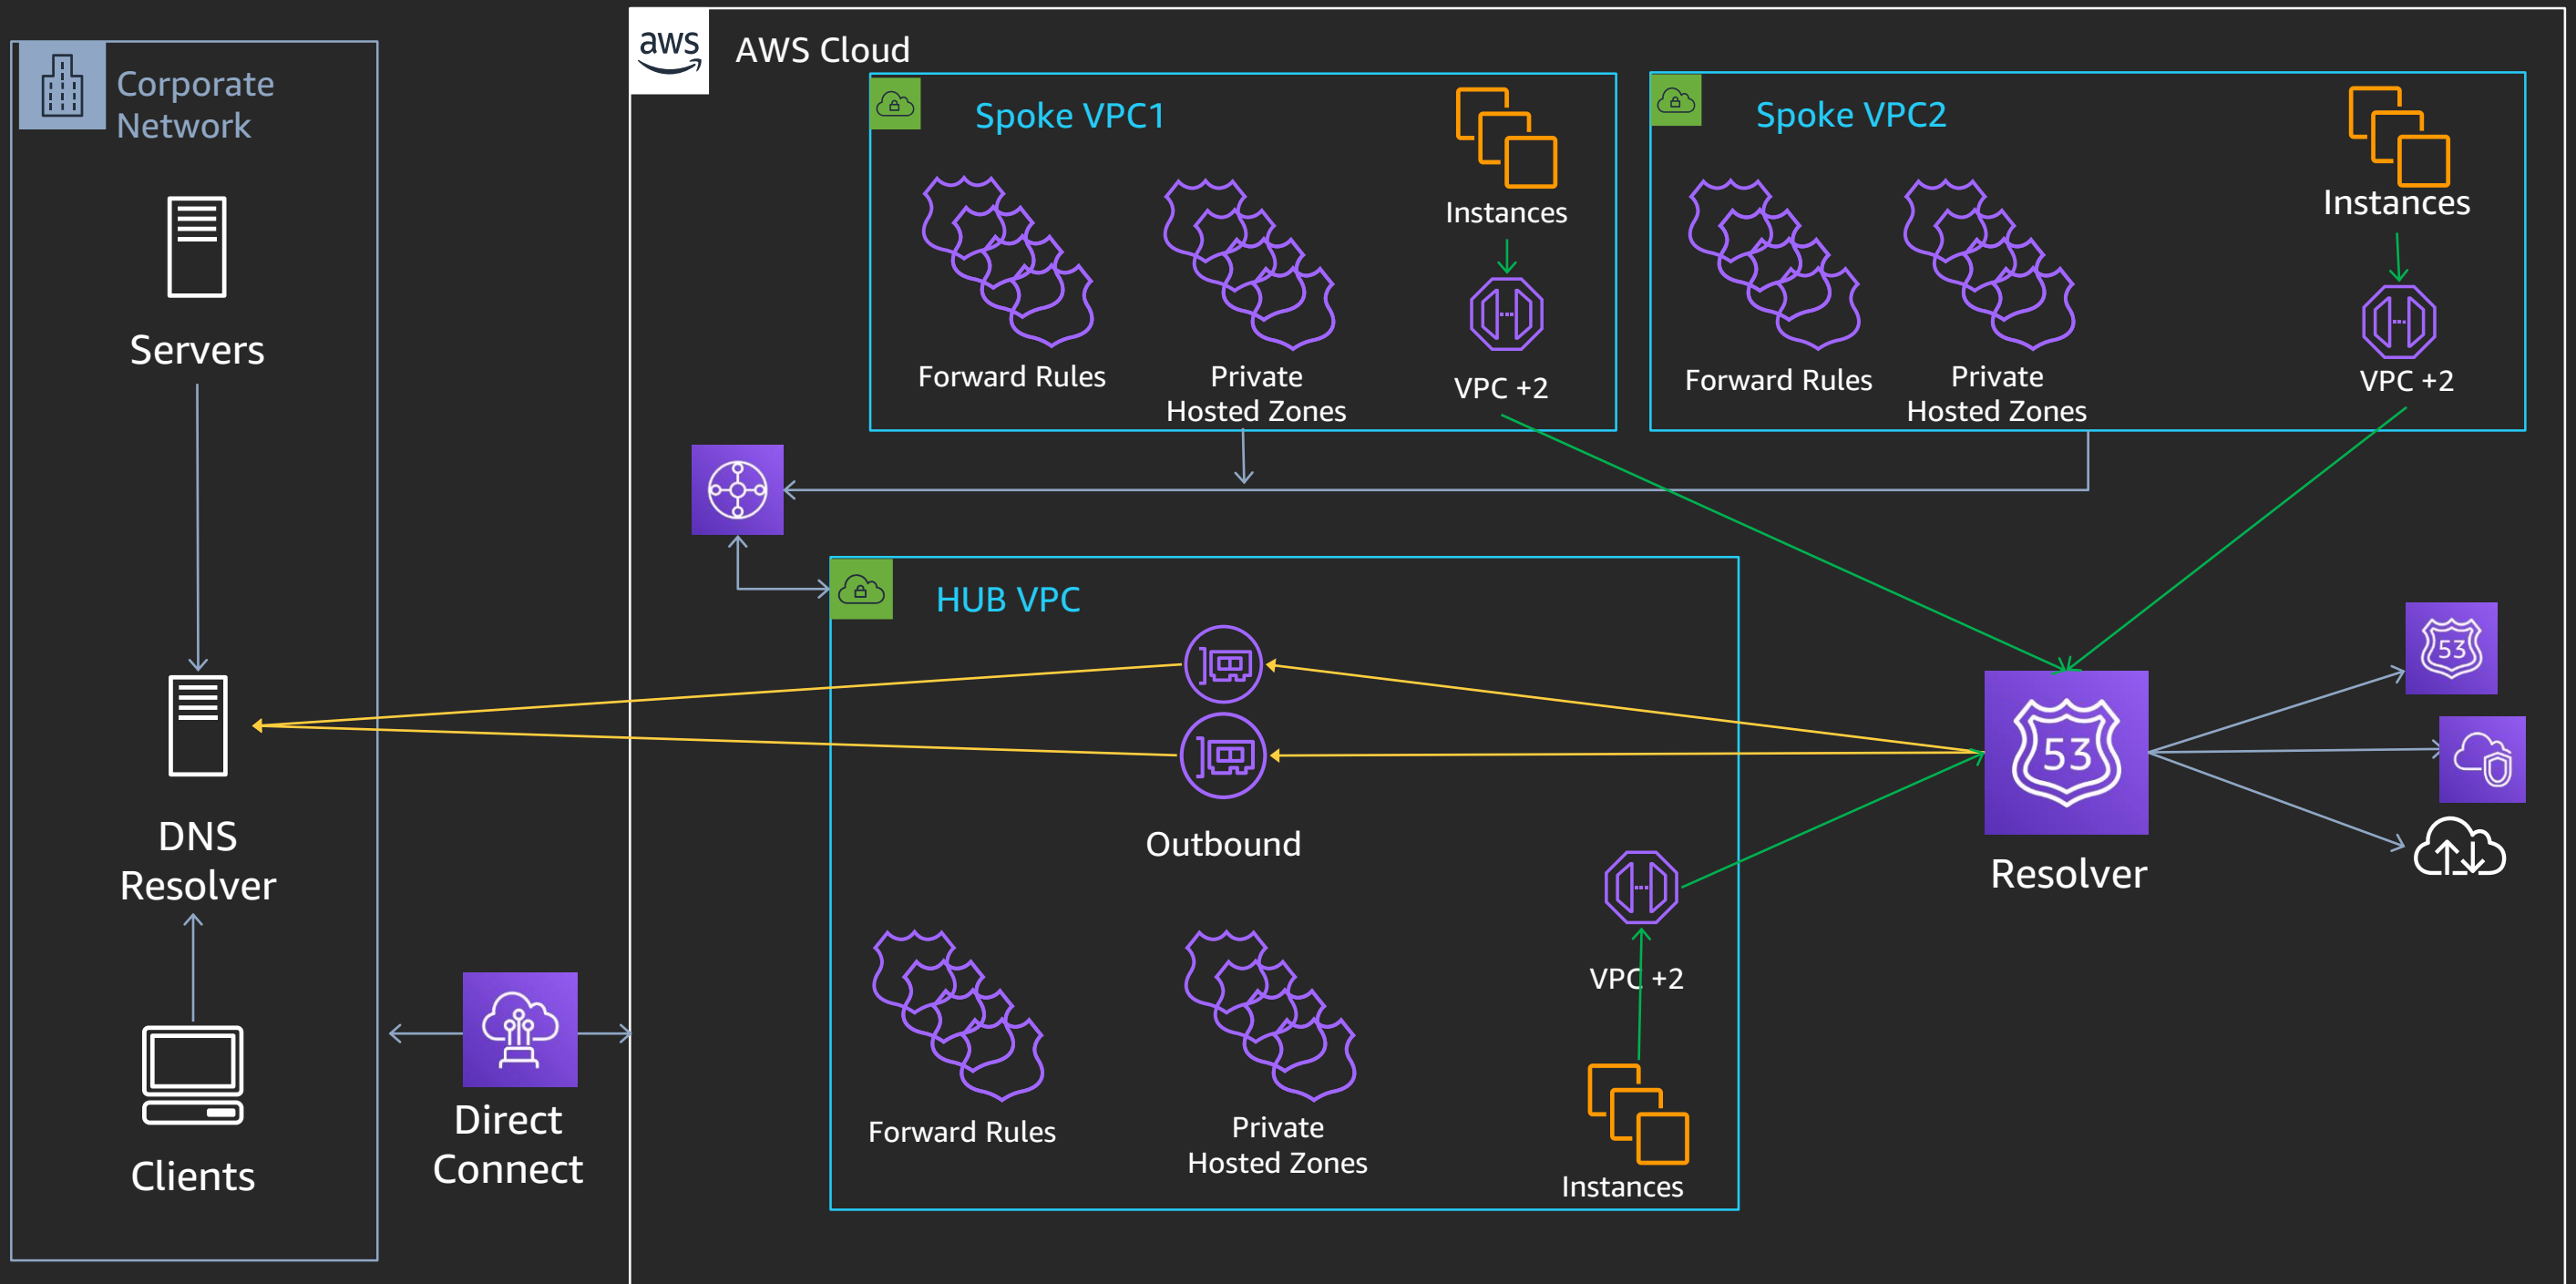 Corporate
Network
Servers
DNS
Resolver
Clients
Direct
Connect
aws
AWS Cloud
Spoke VPC1
Instances
Forward Rules
Private
Hosted Zones
VPC +2
Spoke VPC2
Instances
Forward Rules
Private
Hosted Zones
VPC +2
HUB VPC
Outbound
VPC +2
Forward Rules
Private
Hosted Zones
Instances
53
Resolver
53